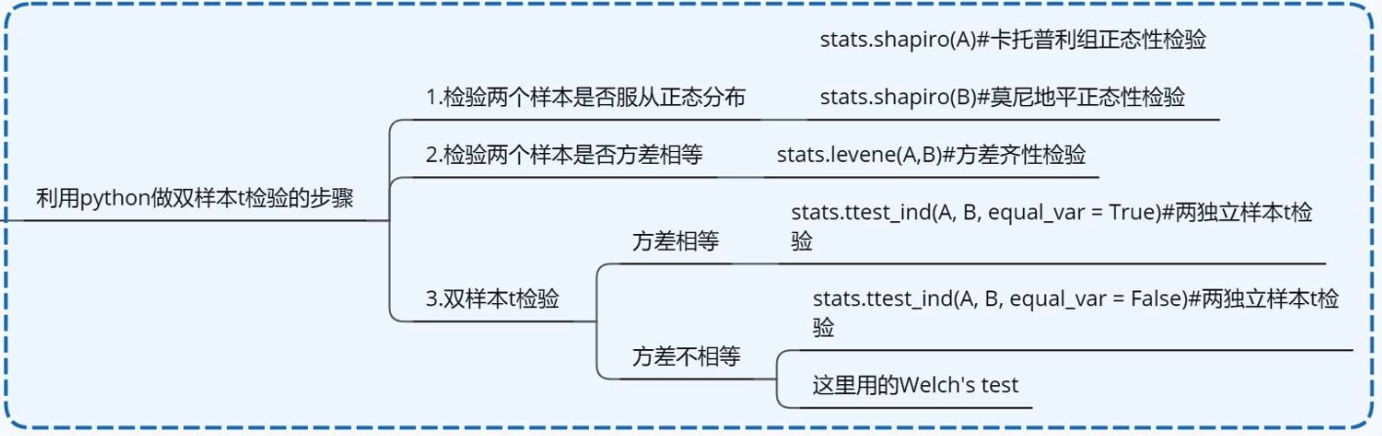 利用python做双样本t检验的步骤
1.检验两个样本是否服从正态分布
stats.shapiro(A)#卡托普利组正态性检验
stats.shapiro(B)#莫尼地平正态性检验
2.检验两个样本是否方差相等
stats.levene(A,B)#方差齐性检验
3.双样本t检验
方差相等
stats.ttest_ind(A, B, equal_var = True)#两独立样本t检
验
方差不相等
stats.ttest_ind(A, B, equal_var = False)#两独立样本t检
验
这里用的Welch's test